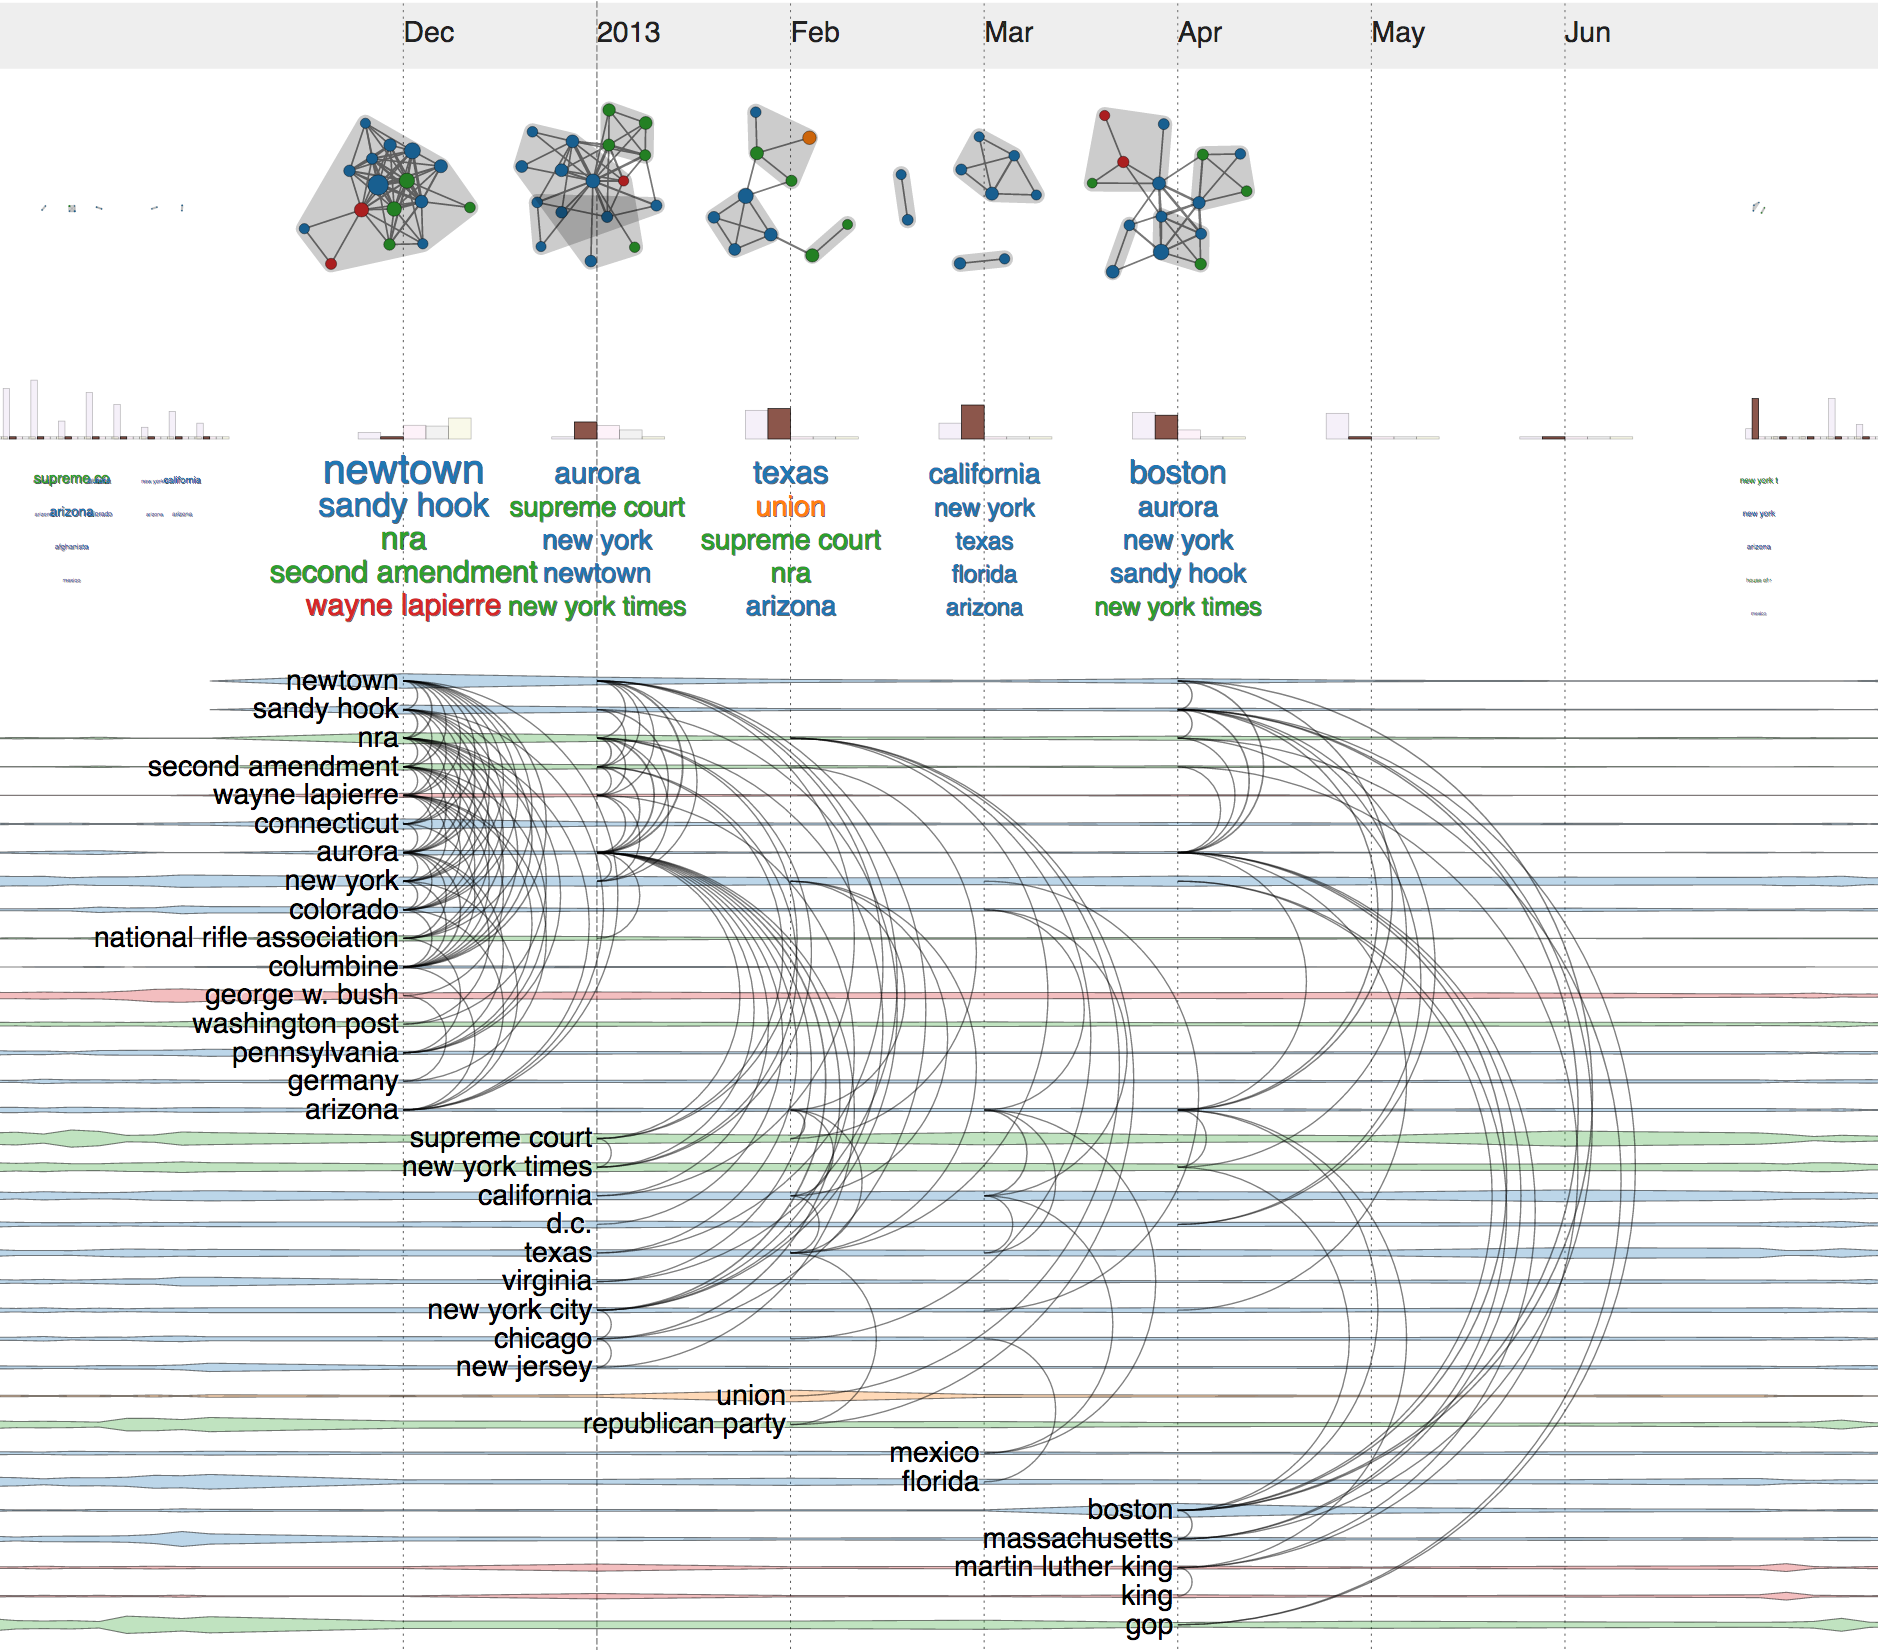 Dec 2013 Feb Mar Apr May Jun
newtown aurora texas california boston
supreme co california new york t
sandy hook supreme court union new york aurora
arizona new york
nra new york supreme court texas new york
afghanista arizona
second amendment newtown nra florida sandy hook
mexico
wayne lapierre new york times arizona arizona new york times
mexico
newtown
sandy hook
nra
second amendment
wayne lapierre
connecticut
aurora
new york
colorado
national rifle association
columbine
george w. bush
washington post
pennsylvania
germany
arizona
supreme court
new york times
california
d.c.
texas
virginia
new york city
chicago
new jersey
union
republican party
mexico
florida
boston
massachusetts
martin luther king
king
gop